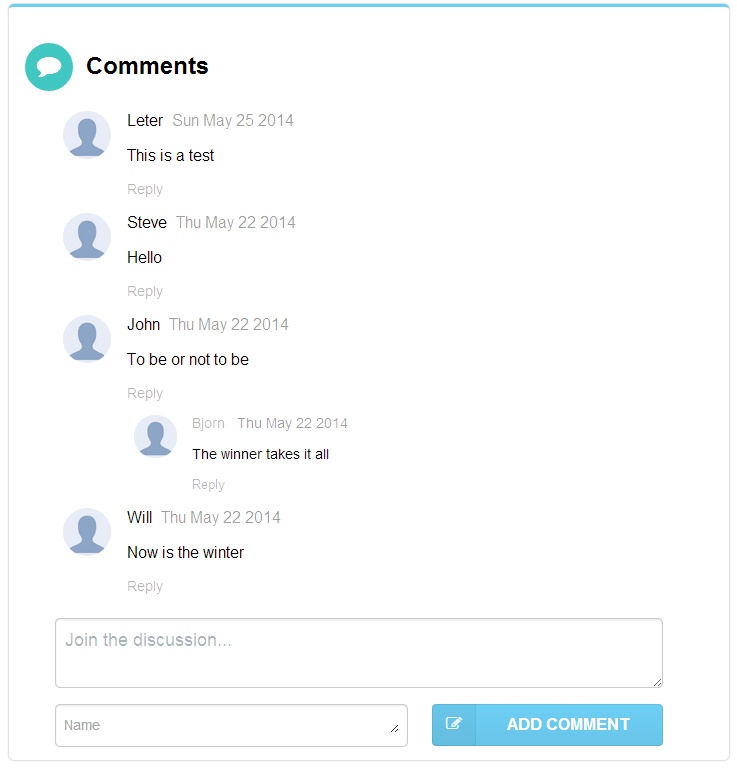 Comments
Leter Sun May 25 2014
This is a test
Reply
Steve Thu May 22 2014
Hello
Reply
John Thu May 22 2014
To be or not to be
Reply
Bjorn Thu May 22 2014
The winner takes it all
Reply
Will Thu May 22 2014
Now is the winter
Reply
Join the discussion...
Name
ADD COMMENT